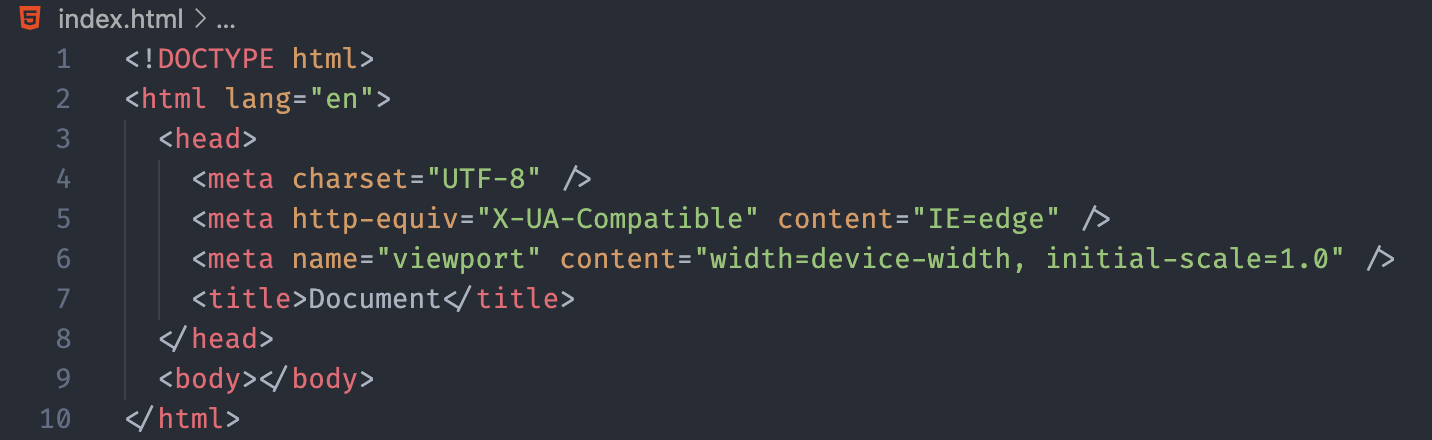 index.html > ...
1 <!DOCTYPE html>
2 <html lang="en">
3   <head>
4     <meta charset="UTF-8" />
5     <meta http-equiv="X-UA-Compatible" content="IE=edge" />
6     <meta name="viewport" content="width=device-width, initial-scale=1.0" />
7     <title>Document</title>
8   </head>
9   <body></body>
10 </html>